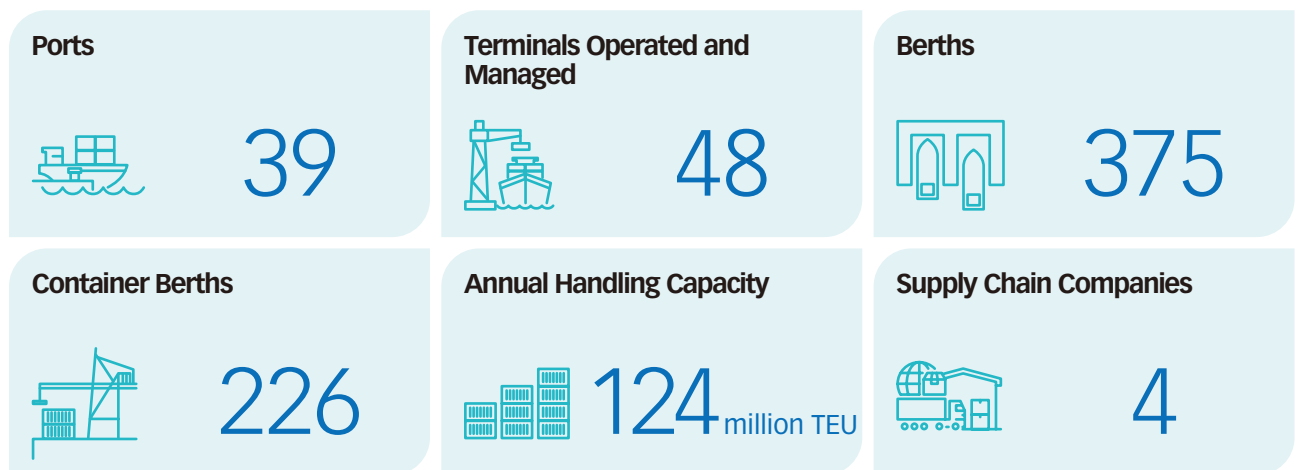 Ports
39
Terminals Operated and
Managed
48
Berths
375
Container Berths
226
Annual Handling Capacity
124 million TEU
Supply Chain Companies
4